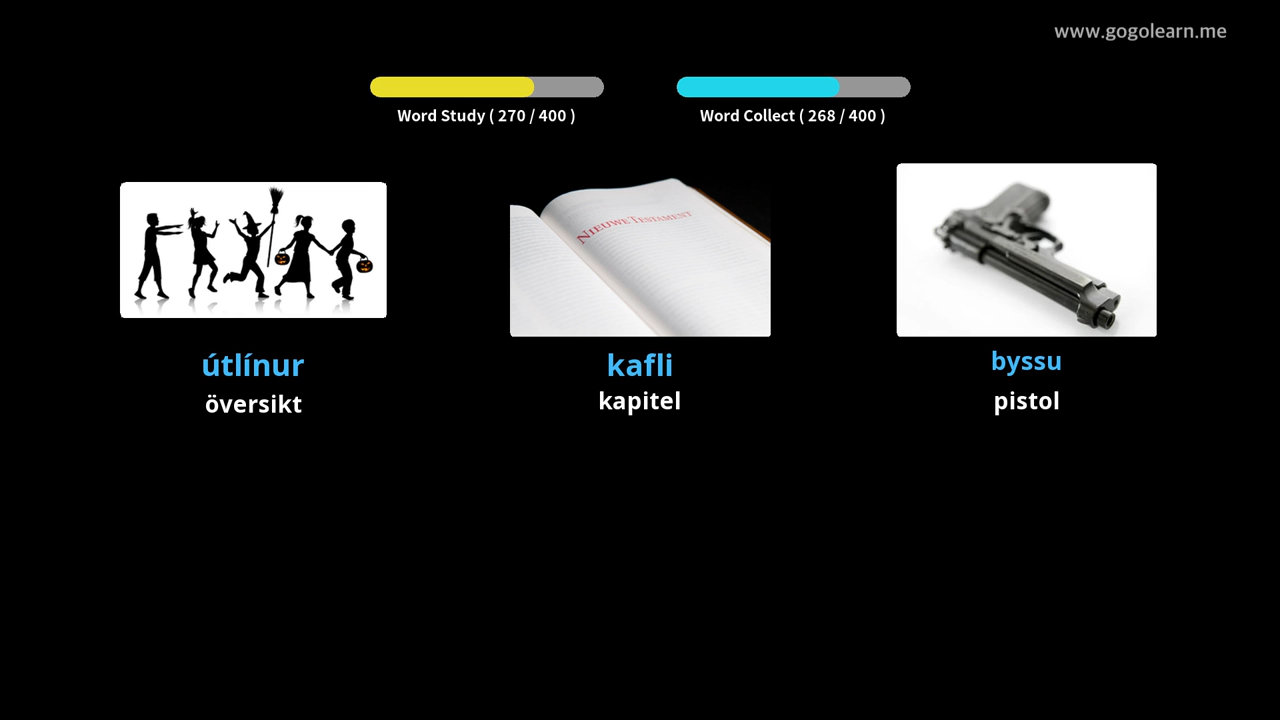 www.gogolearn.me
Word Study ( 270 / 400 )
Word Collect ( 268 / 400 )
NIEUWE TESTAMENT
útlínur
översikt
kafli
kapitel
byssu
pistol